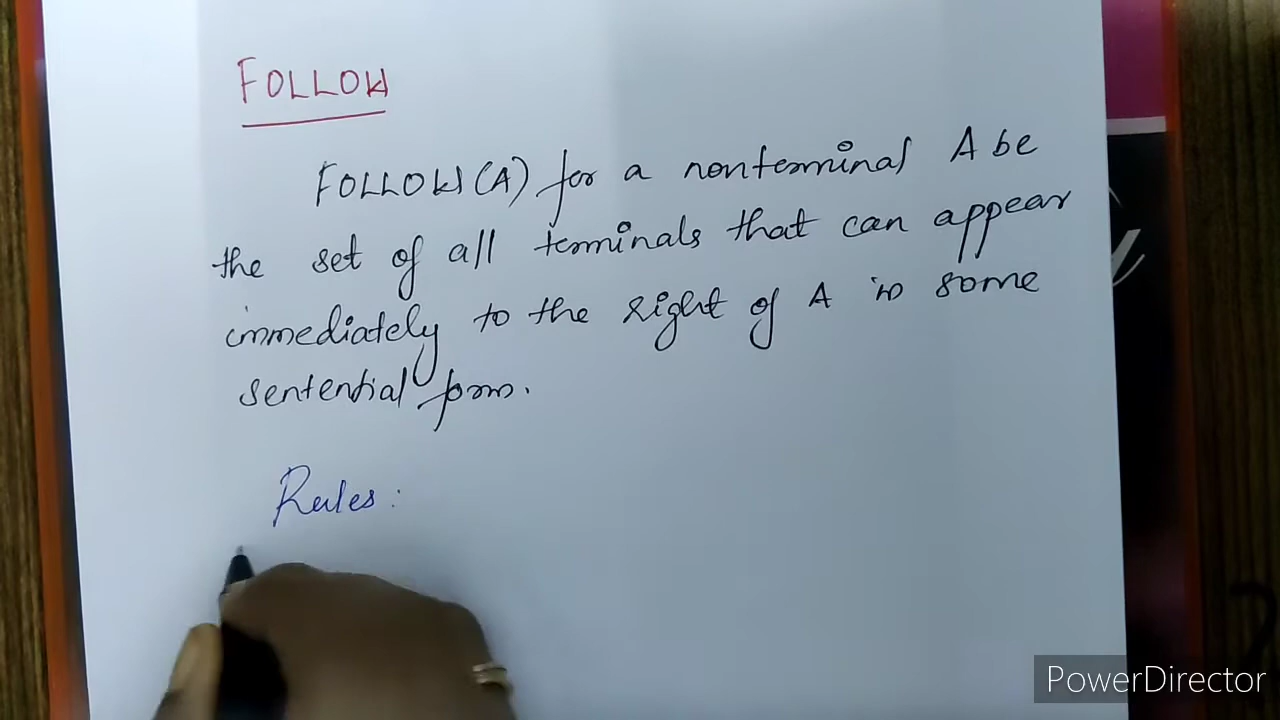 FOLLOW
FOLLOW(A) for a nonterminal A be
the set of all terminals that can appear
immediately to the right of A in some
sentential form.
Rules:
PowerDirector